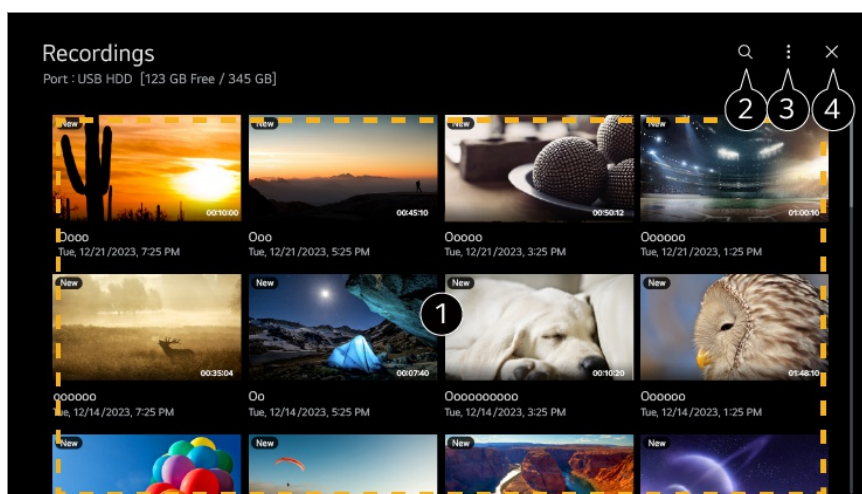 Recordings
Port : USB HDD [123 GB Free / 345 GB]
2 3 4
New New New New
00:10:00 00:45:10 00:50:12 01:00:10
Oooo Ooo Ooooo Oooooo
Tue, 12/21/2023, 7:25 PM Tue, 12/21/2023, 5:25 PM Tue, 12/21/2023, 3:25 PM Tue, 12/21/2023, 1:25 PM
New New New New
1
00:35:04 00:07:40 00:10:20 01:48:10
oooooo Oo Oooooooooo Oooooo
Tue, 12/14/2023, 7:25 PM Tue, 12/14/2023, 5:25 PM Tue, 12/14/2023, 3:25 PM Tue, 12/14/2023, 1:25 PM
New New New New